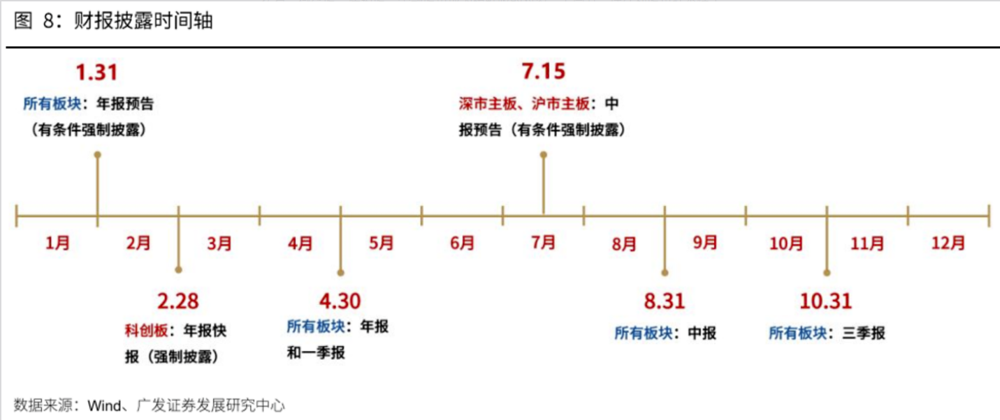 图 8：财报披露时间轴
1.31
所有板块：年报预告
（有条件强制披露）
7.15
深市主板、沪市主板：中
报预告（有条件强制披露）
1月
2月
3月
4月
5月
6月
7月
8月
9月
10月
11月
12月
2.28
科创板：年报快
报（强制披露）
4.30
所有板块：年报
和一季报
8.31
所有板块：中报
10.31
所有板块：三季报
数据来源：Wind、广发证券发展研究中心